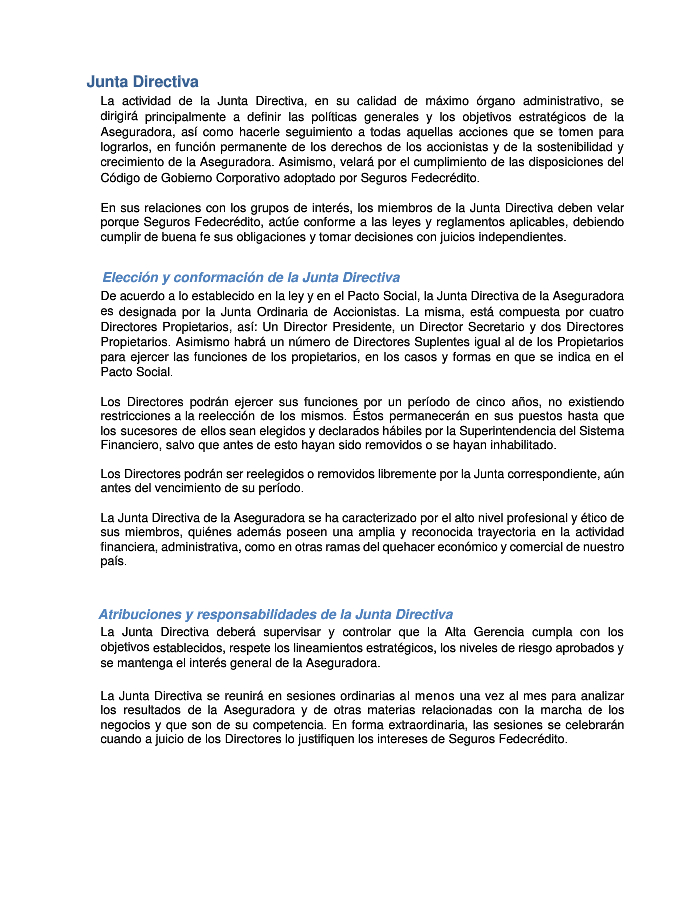 Junta Directiva
La actividad de la Junta Directiva, en su calidad de máximo órgano administrativo, se
dirigirá principalmente a definir las políticas generales y los objetivos estratégicos de la
Aseguradora, así como hacerle seguimiento a todas aquellas acciones que se tomen para
lograrlos, en función permanente de los derechos de los accionistas y de la sostenibilidad y
crecimiento de la Aseguradora. Asimismo, velará por el cumplimiento de las disposiciones del
Código de Gobierno Corporativo adoptado por Seguros Fedecrédito.
En sus relaciones con los grupos de interés, los miembros de la Junta Directiva deben velar
porque Seguros Fedecrédito, actúe conforme a las leyes y reglamentos aplicables, debiendo
cumplir de buena fe sus obligaciones y tomar decisiones con juicios independientes.
Elección y conformación de la Junta Directiva
De acuerdo a lo establecido en la ley y en el Pacto Social, la Junta Directiva de la Aseguradora
es designada por la Junta Ordinaria de Accionistas. La misma, está compuesta por cuatro
Directores Propietarios, así: Un Director Presidente, un Director Secretario y dos Directores
Propietarios. Asimismo habrá un número de Directores Suplentes igual al de los Propietarios
para ejercer las funciones de los propietarios, en los casos y formas en que se indica en el
Pacto Social.
Los Directores podrán ejercer sus funciones por un período de cinco años, no existiendo
restricciones a la reelección de los mismos. Éstos permanecerán en sus puestos hasta que
los sucesores de ellos sean elegidos y declarados hábiles por la Superintendencia del Sistema
Financiero, salvo que antes de esto hayan sido removidos o se hayan inhabilitado.
Los Directores podrán ser reelegidos o removidos libremente por la Junta correspondiente, aún
antes del vencimiento de su período.
La Junta Directiva de la Aseguradora se ha caracterizado por el alto nivel profesional y ético de
sus miembros, quiénes además poseen una amplia y reconocida trayectoria en la actividad
financiera, administrativa, como en otras ramas del quehacer económico y comercial de nuestro
país.
Atribuciones y responsabilidades de la Junta Directiva
La Junta Directiva deberá supervisar y controlar que la Alta Gerencia cumpla con los
objetivos establecidos, respete los lineamientos estratégicos, los niveles de riesgo aprobados y
se mantenga el interés general de la Aseguradora.
La Junta Directiva se reunirá en sesiones ordinarias al menos una vez al mes para analizar
los resultados de la Aseguradora y de otras materias relacionadas con la marcha de los
negocios y que son de su competencia. En forma extraordinaria, las sesiones se celebrarán
cuando a juicio de los Directores lo justifiquen los intereses de Seguros Fedecrédito.